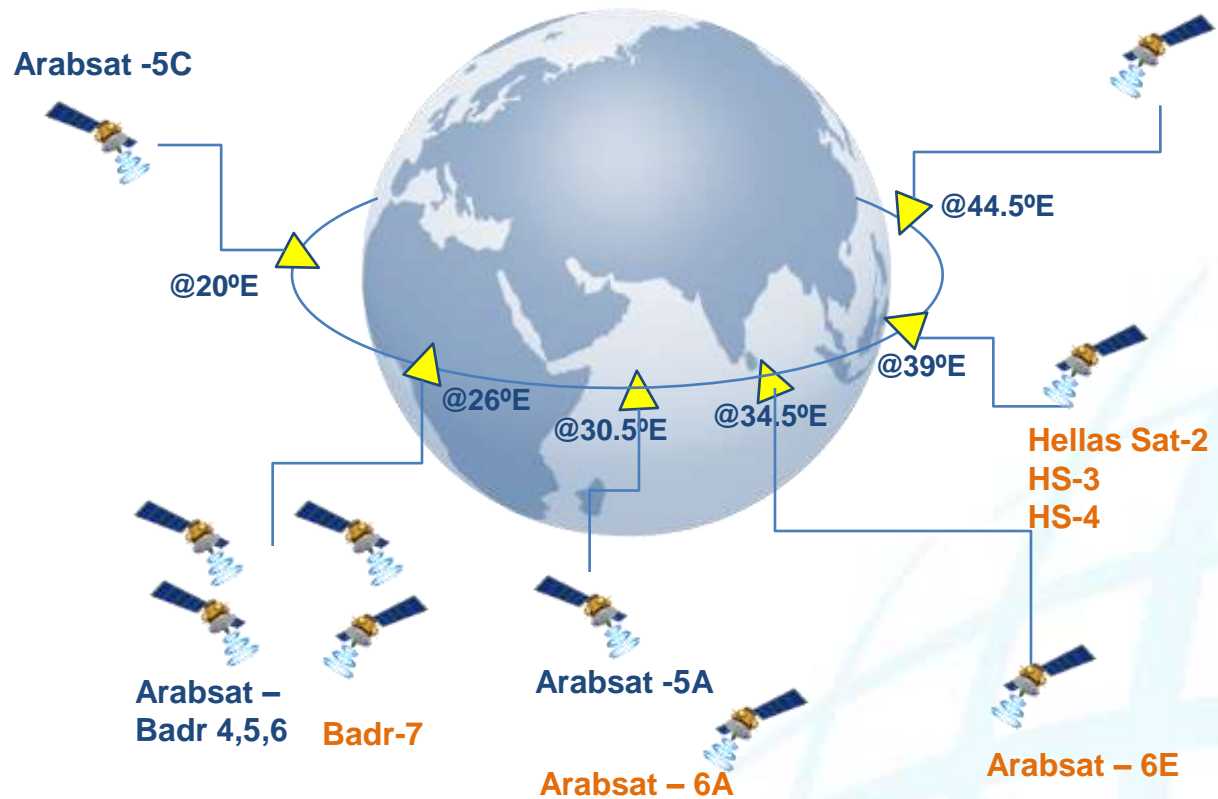 Arabsat -5C
@44.5ºE
@20ºE
@39ºE
@26ºE
@30.5ºE
@34.5ºE
Hellas Sat-2
HS-3
HS-4
Arabsat –
Badr 4,5,6
Badr-7
Arabsat -5A
Arabsat – 6A
Arabsat – 6E